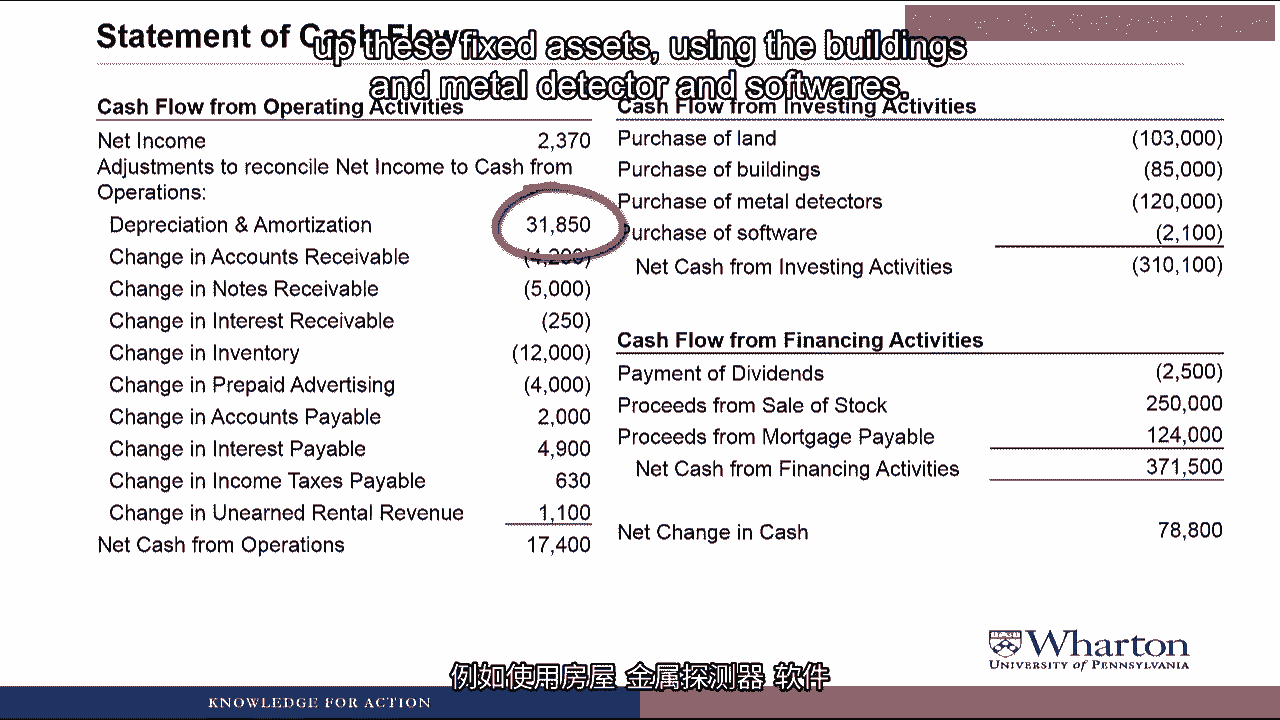 Statement of Cash Flows
up these fixed assets, using the buildings
and metal detector and softwares.
Cash Flow from Operating Activities
Net Income 2,370
Adjustments to reconcile Net Income to Cash from
Operations:
Depreciation & Amortization 31,850
Change in Accounts Receivable (4,200)
Change in Notes Receivable (5,000)
Change in Interest Receivable (250)
Change in Inventory (12,000)
Change in Prepaid Advertising (4,000)
Change in Accounts Payable 2,000
Change in Interest Payable 4,900
Change in Income Taxes Payable 630
Change in Unearned Rental Revenue 1,100
Net Cash from Operations 17,400
Cash Flow from Investing Activities
Purchase of land (103,000)
Purchase of buildings (85,000)
Purchase of metal detectors (120,000)
Purchase of software (2,100)
Net Cash from Investing Activities (310,100)
Cash Flow from Financing Activities
Payment of Dividends (2,500)
Proceeds from Sale of Stock 250,000
Proceeds from Mortgage Payable 124,000
Net Cash from Financing Activities 371,500
Net Change in Cash 78,800
Wharton
UNIVERSITY of PENNSYLVANIA
例如使用房屋 金属探测器 软件
KNOWLEDGE FOR ACTION